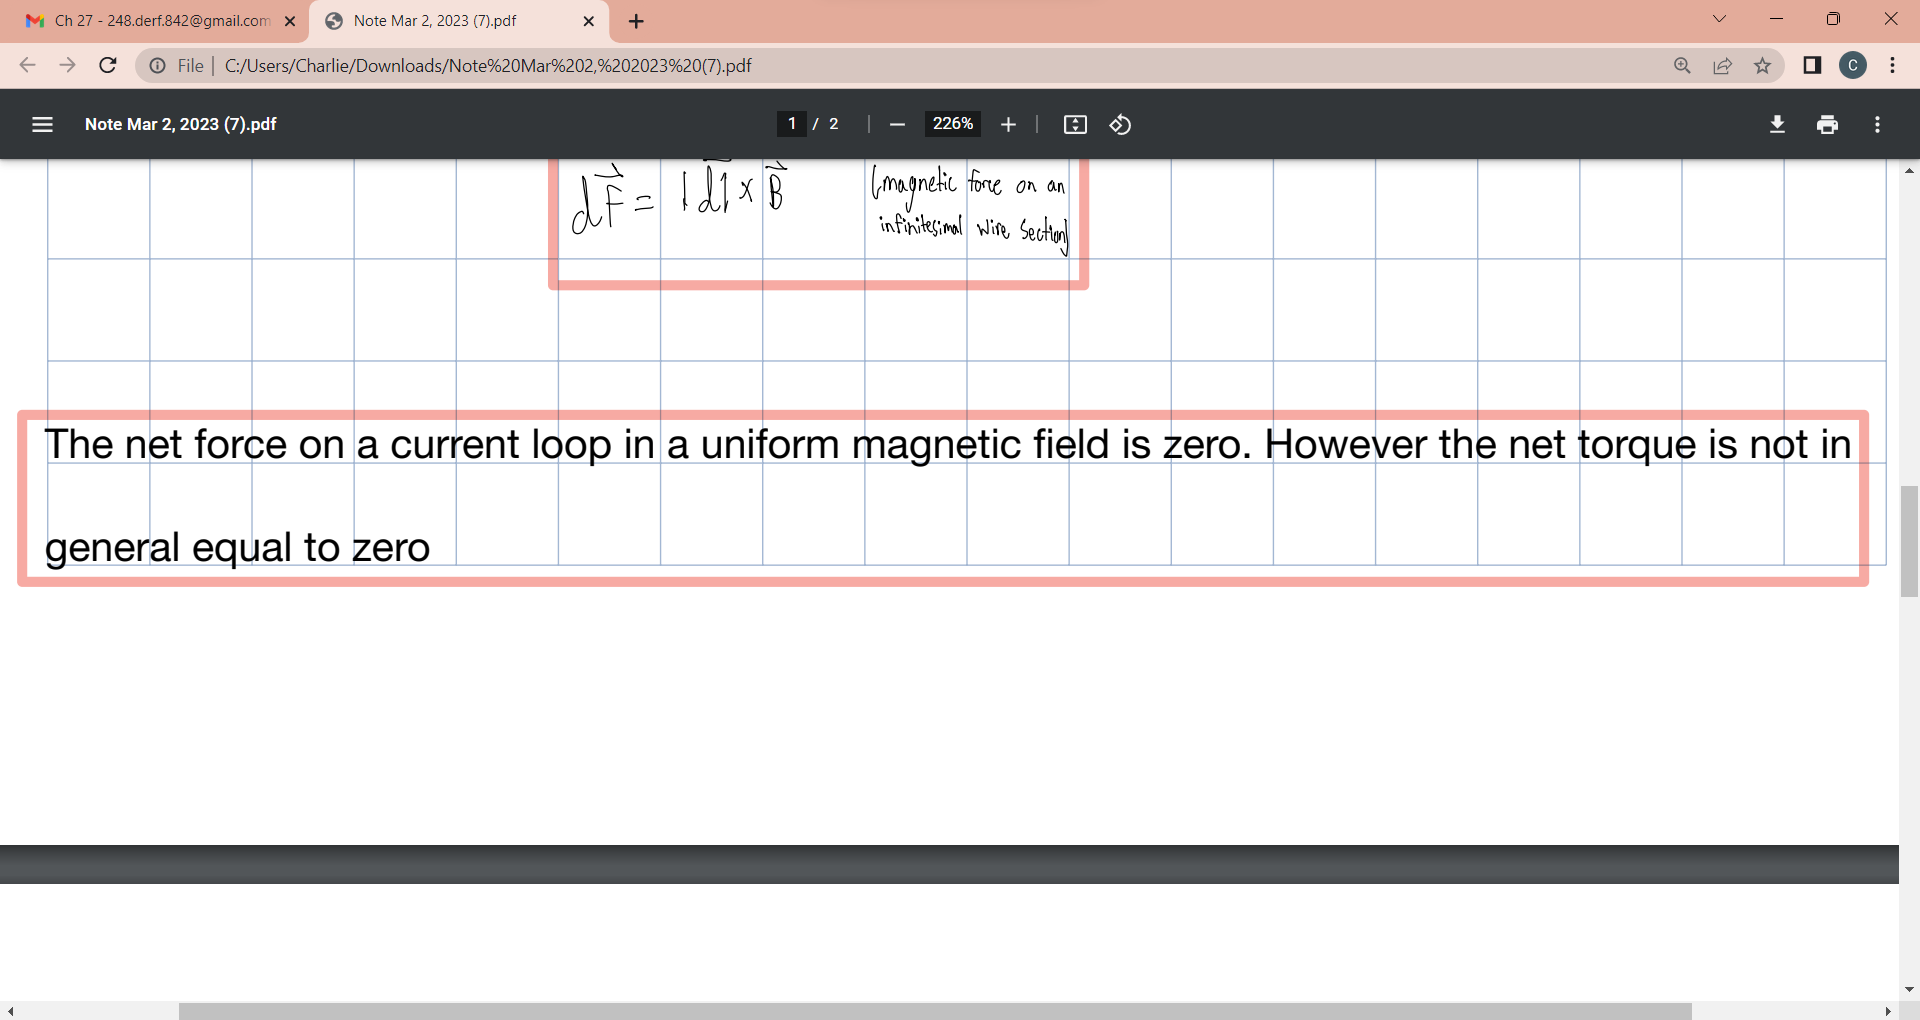 Ch 27 - 248.derf.842@gmail.com
Note Mar 2, 2023 (7).pdf
File | C:/Users/Charlie/Downloads/Note%20Mar%202,%202023%20(7).pdf
C
Note Mar 2, 2023 (7).pdf
1 / 2
226%
dF⃗ = I dl⃗ × B⃗ (magnetic force on an
infinitesimal wire section)
The net force on a current loop in a uniform magnetic field is zero. However the net torque is not in
general equal to zero